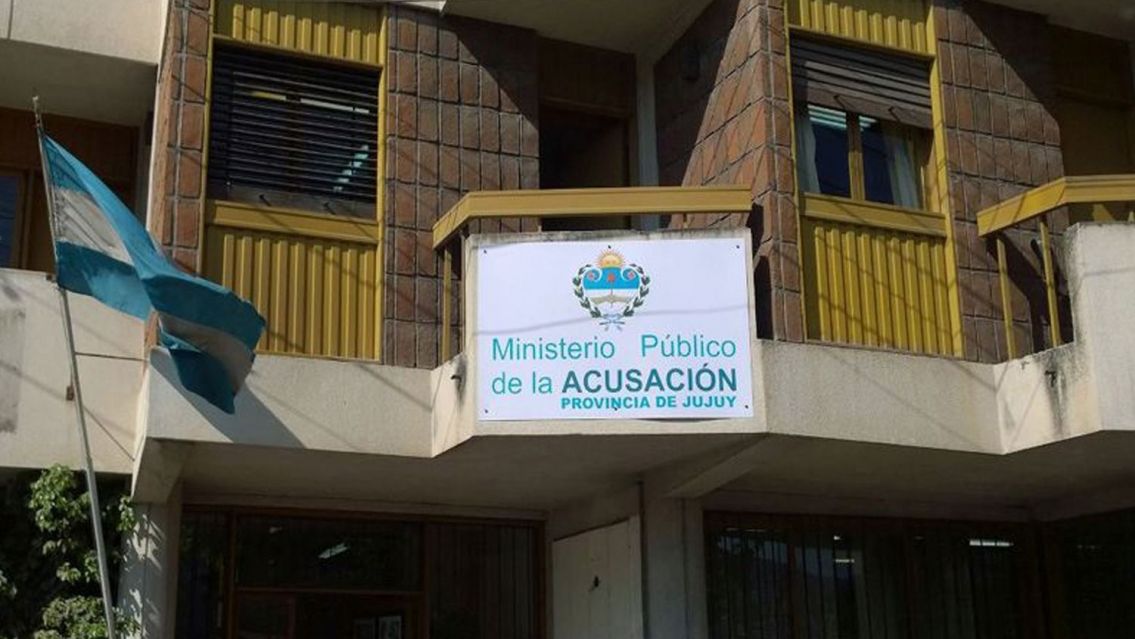 Ministerio Público
de la ACUSACIÓN
PROVINCIA DE JUJUY